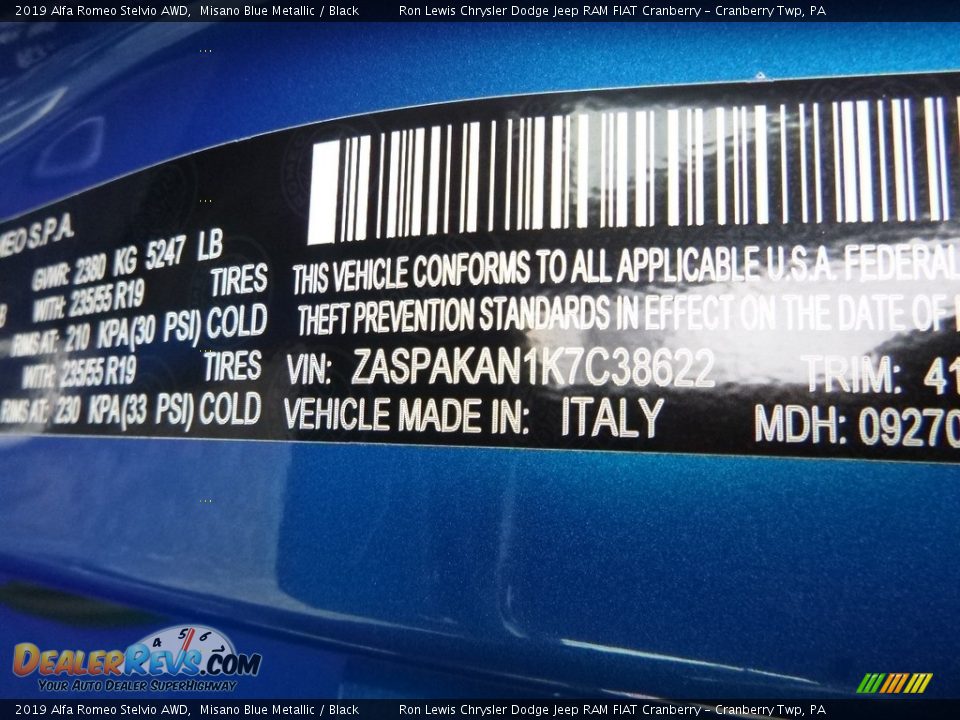 2019 Alfa Romeo Stelvio AWD, Misano Blue Metallic / Black Ron Lewis Chrysler Dodge Jeep RAM FIAT Cranberry - Cranberry Twp, PA
MEO S.P.A.
GVWR: 2380 KG 5247 LB
B WITH: 235/55 R19 TIRES
RIMS AT: 210 KPA(30 PSI) COLD
WITH: 235/55 R19 TIRES
RIMS AT: 230 KPA(33 PSI) COLD
THIS VEHICLE CONFORMS TO ALL APPLICABLE U.S.A. FEDERAL
THEFT PREVENTION STANDARDS IN EFFECT ON THE DATE OF
VIN: ZASPAKAN1K7C38622 TRIM: 41
VEHICLE MADE IN: ITALY MDH: 09270
4 5 6
DealerRevs.com
Your Auto Dealer SuperHighway
2019 Alfa Romeo Stelvio AWD, Misano Blue Metallic / Black Ron Lewis Chrysler Dodge Jeep RAM FIAT Cranberry - Cranberry Twp, PA